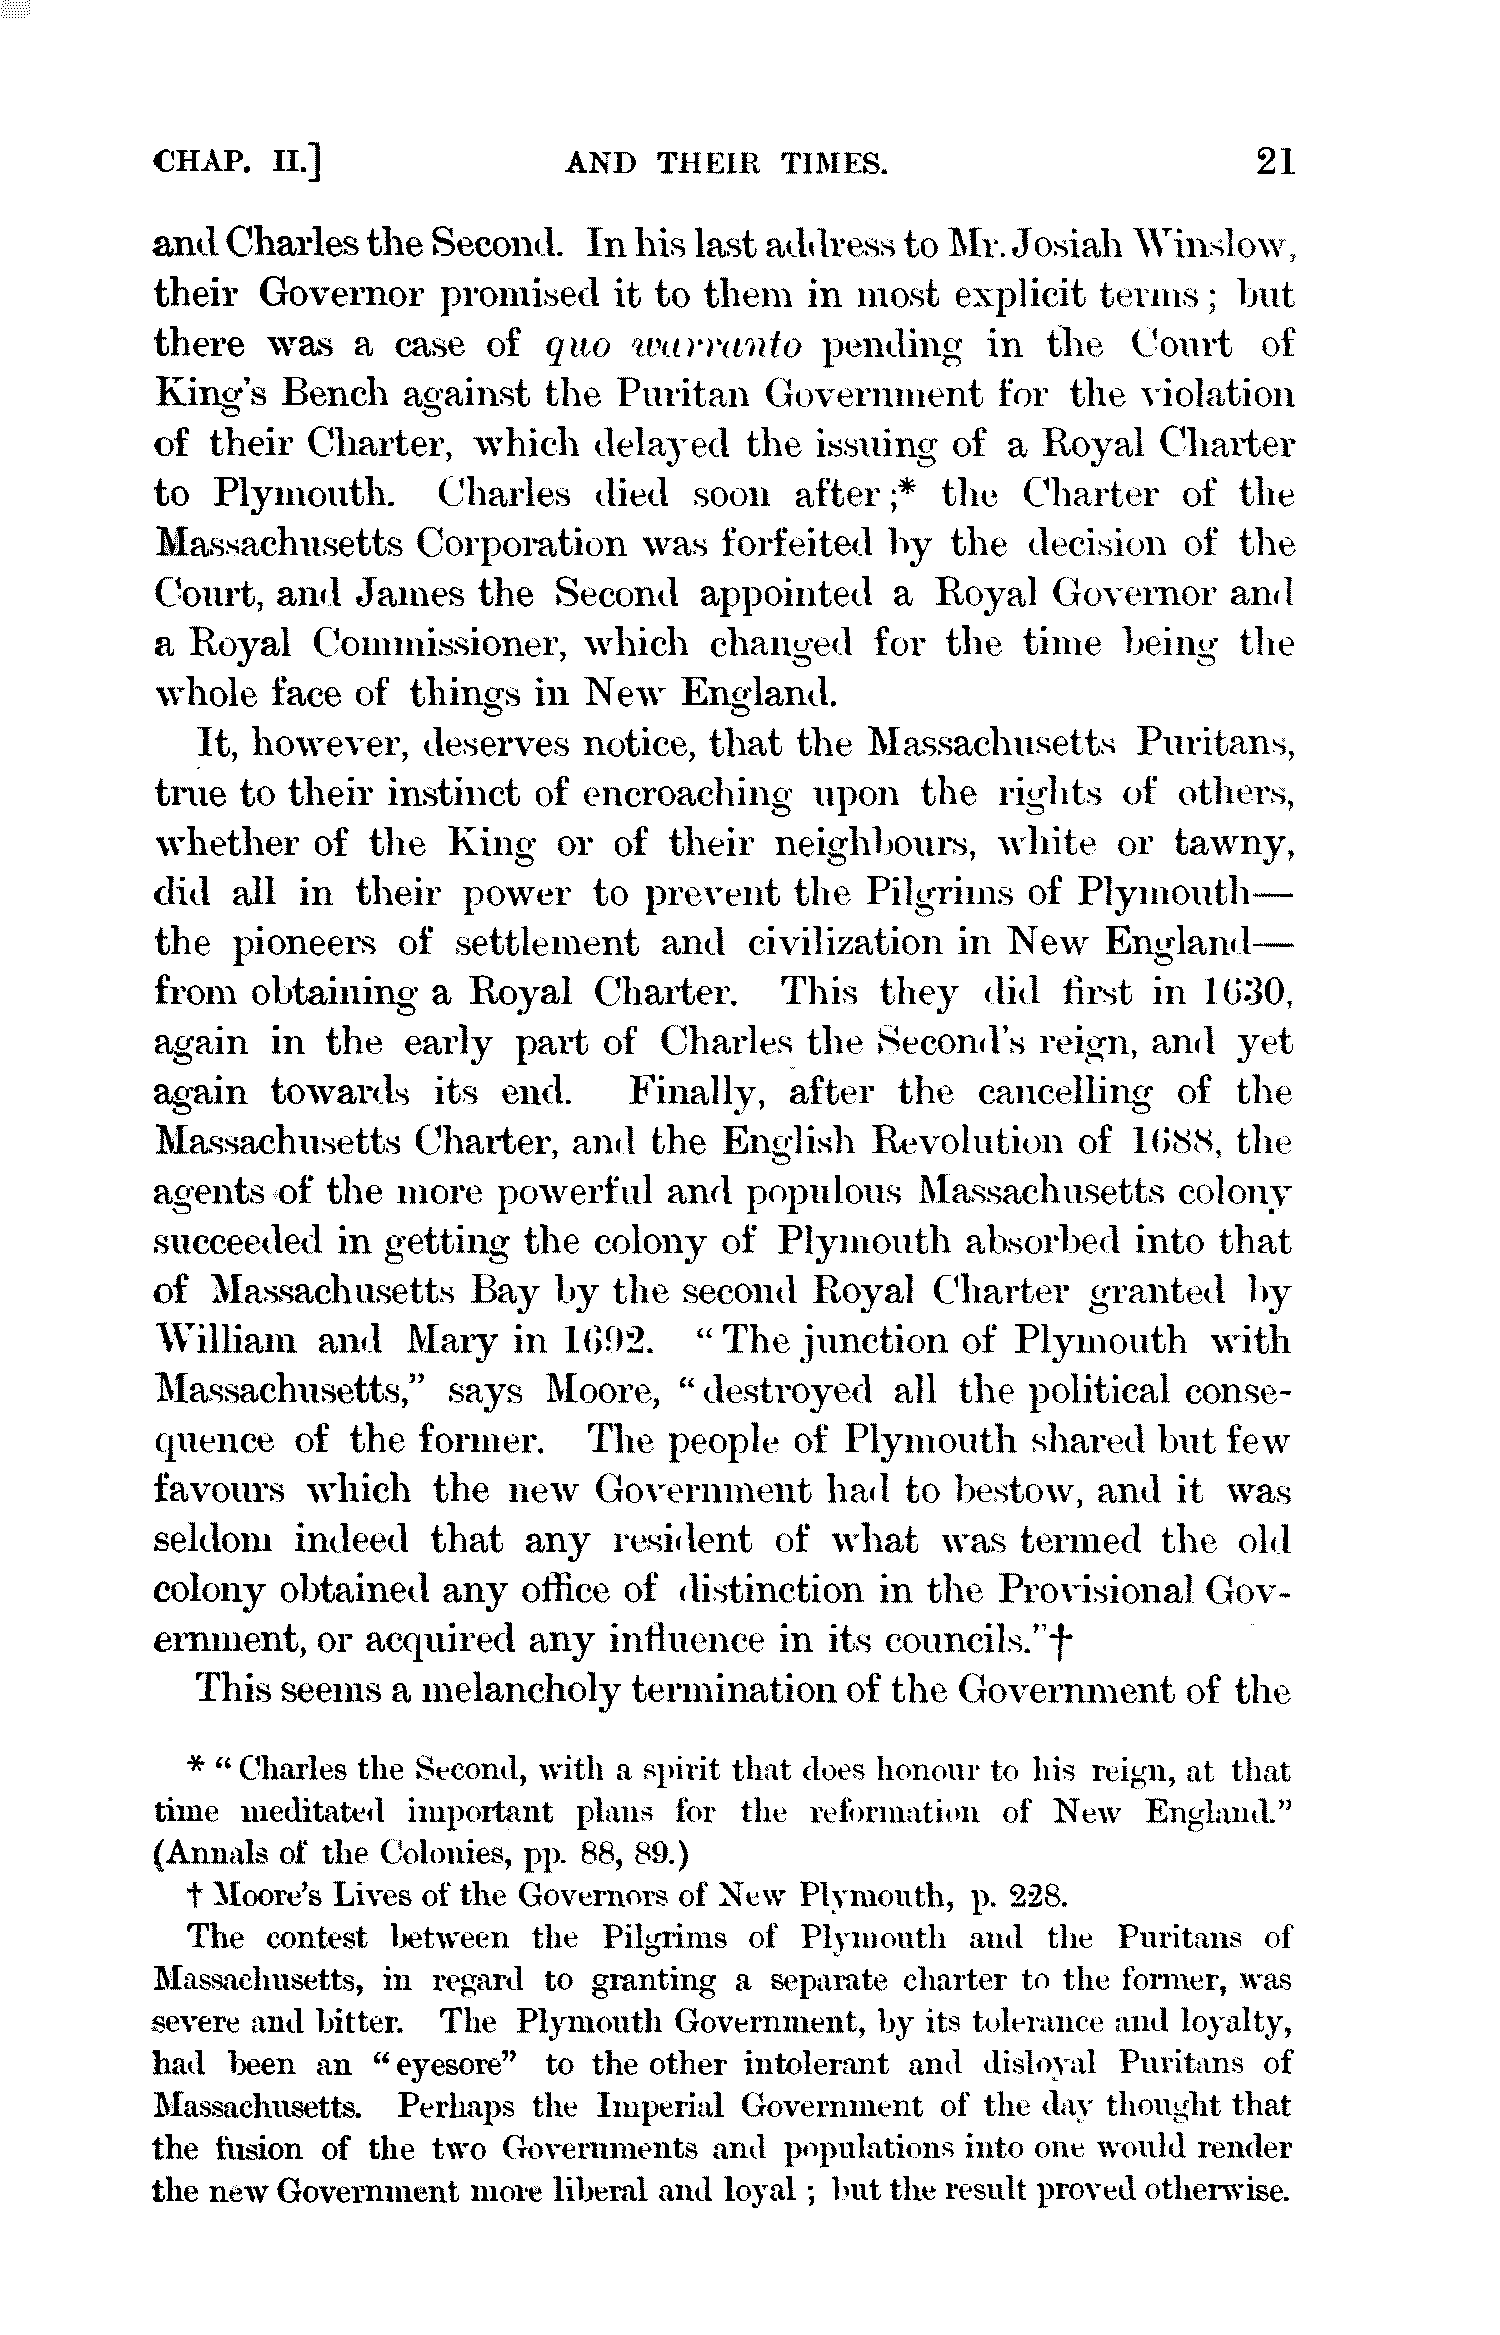 CHAP. II.] AND THEIR TIMES. 21
and Charles the Second. In his last address to Mr. Josiah Winslow,
their Governor promised it to them in most explicit terms; but
there was a case of quo warranto pending in the Court of
King's Bench against the Puritan Government for the violation
of their Charter, which delayed the issuing of a Royal Charter
to Plymouth. Charles died soon after;* the Charter of the
Massachusetts Corporation was forfeited by the decision of the
Court, and James the Second appointed a Royal Governor and
a Royal Commissioner, which changed for the time being the
whole face of things in New England.
It, however, deserves notice, that the Massachusetts Puritans,
true to their instinct of encroaching upon the rights of others,
whether of the King or of their neighbours, white or tawny,
did all in their power to prevent the Pilgrims of Plymouth—
the pioneers of settlement and civilization in New England—
from obtaining a Royal Charter. This they did first in 1630,
again in the early part of Charles the Second's reign, and yet
again towards its end. Finally, after the cancelling of the
Massachusetts Charter, and the English Revolution of 1688, the
agents of the more powerful and populous Massachusetts colony
succeeded in getting the colony of Plymouth absorbed into that
of Massachusetts Bay by the second Royal Charter granted by
William and Mary in 1692. "The junction of Plymouth with
Massachusetts," says Moore, "destroyed all the political conse-
quence of the former. The people of Plymouth shared but few
favours which the new Government had to bestow, and it was
seldom indeed that any resident of what was termed the old
colony obtained any office of distinction in the Provisional Gov-
ernment, or acquired any influence in its councils."†
This seems a melancholy termination of the Government of the
* "Charles the Second, with a spirit that does honour to his reign, at that
time meditated important plans for the reformation of New England."
(Annals of the Colonies, pp. 88, 89.)
† Moore's Lives of the Governors of New Plymouth, p. 228.
The contest between the Pilgrims of Plymouth and the Puritans of
Massachusetts, in regard to granting a separate charter to the former, was
severe and bitter. The Plymouth Government, by its tolerance and loyalty,
had been an "eyesore" to the other intolerant and disloyal Puritans of
Massachusetts. Perhaps the Imperial Government of the day thought that
the fusion of the two Governments and populations into one would render
the new Government more liberal and loyal; but the result proved otherwise.